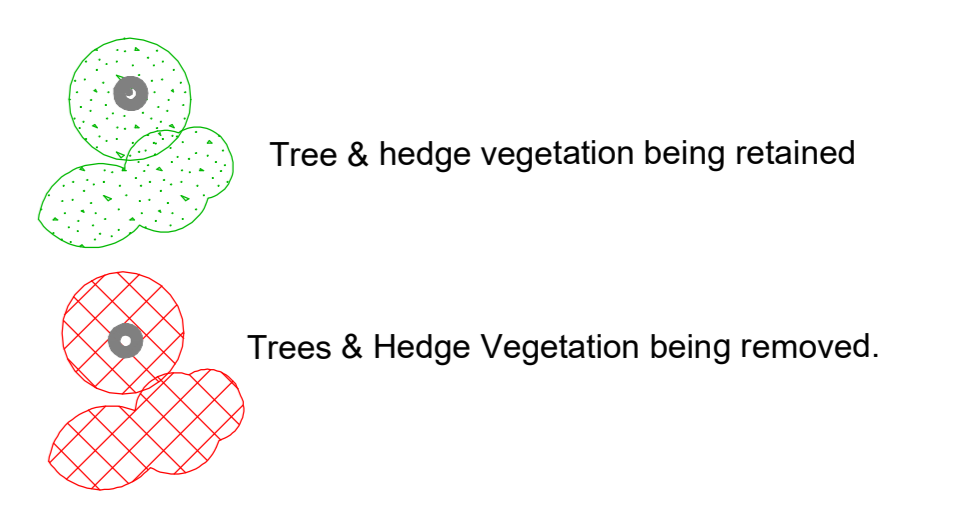 Tree & hedge vegetation being retained
Trees & Hedge Vegetation being removed.